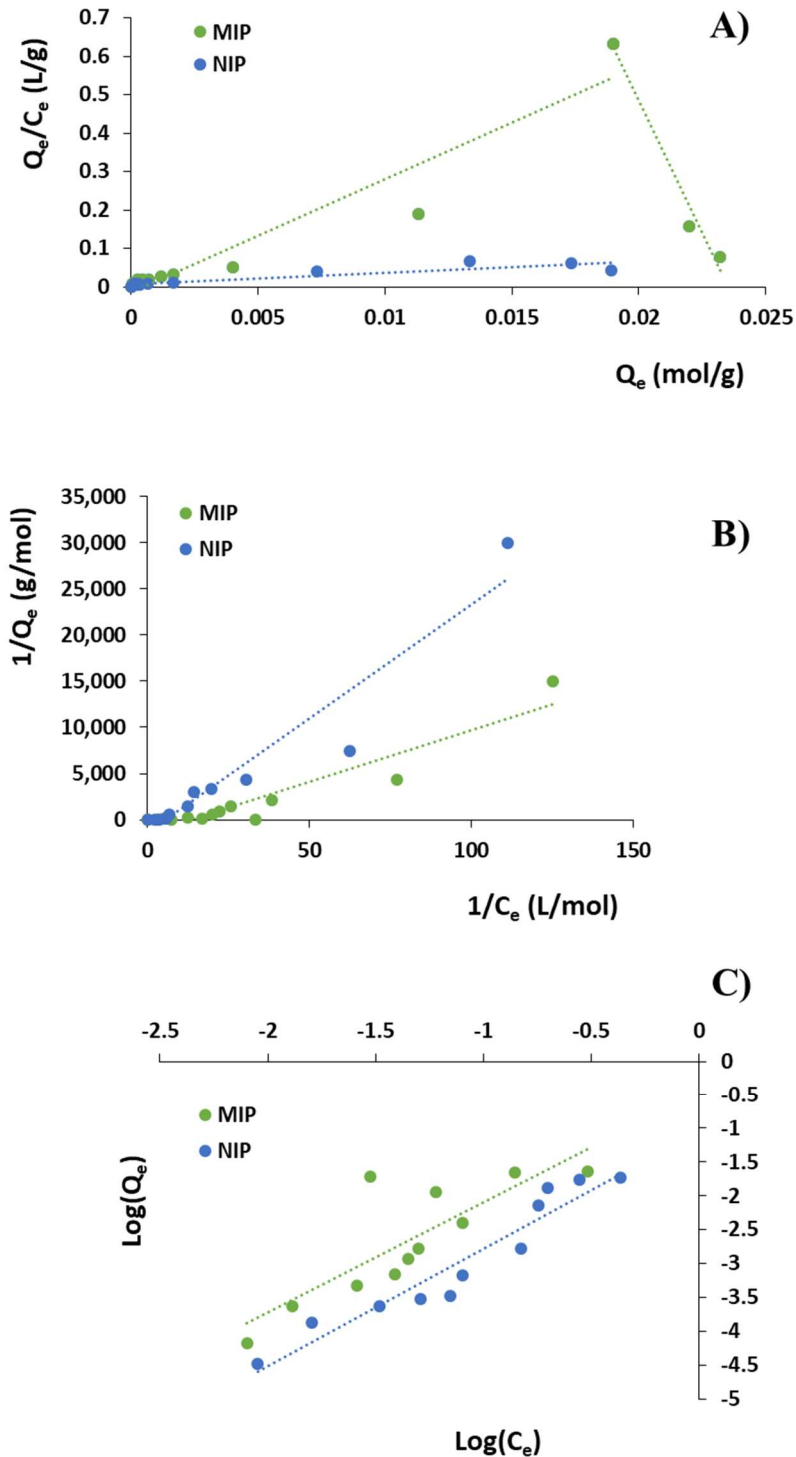 A)
MIP
NIP
Qe/Ce (L/g)
0.7
0.6
0.5
0.4
0.3
0.2
0.1
0
0 0.005 0.01 0.015 0.02 0.025
Qe (mol/g)
B)
MIP
NIP
1/Qe (g/mol)
35,000
30,000
25,000
20,000
15,000
10,000
5,000
0
0 50 100 150
1/Ce (L/mol)
C)
-2.5 -2 -1.5 -1 -0.5 0
MIP
NIP
Log(Qe)
0
-0.5
-1
-1.5
-2
-2.5
-3
-3.5
-4
-4.5
-5
Log(Ce)